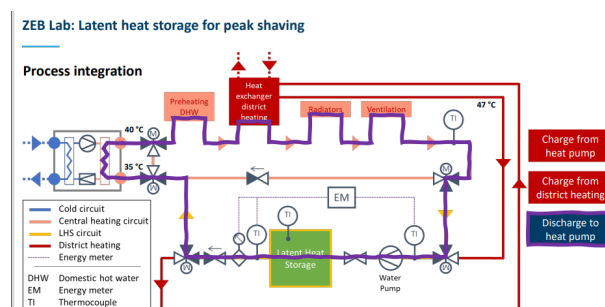 ZEB Lab: Latent heat storage for peak shaving
Process integration
Preheating
DHW
Heat
exchanger
district
heating
Radiators
Ventilation
47 °C
40 °C
M
TI
35 °C
M
M
Charge from
heat pump
Charge from
district heating
Discharge to
heat pump
EM
TI
TI
TI
Latent Heat
Storage
M
M
Water
Pump
Cold circuit
Central heating circuit
LHS circuit
District heating
Energy meter
DHW Domestic hot water
EM Energy meter
TI Thermocouple